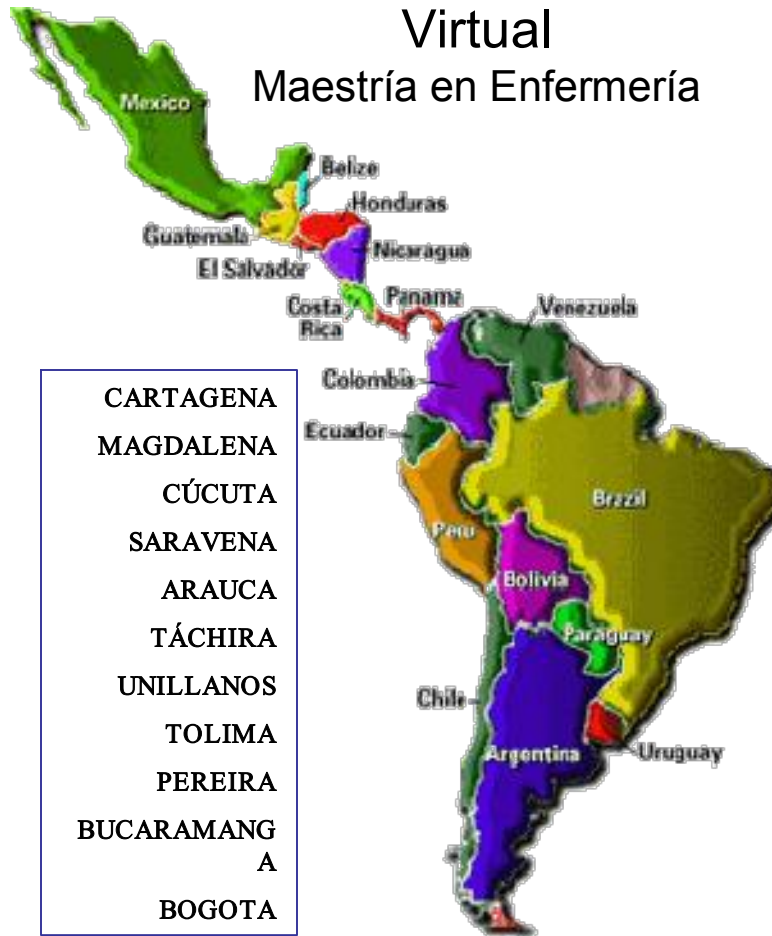 Virtual
Maestría en Enfermería
Mexico
Belize
Honduras
Guatemala
Nicaragua
El Salvador
Costa
Rica
Panama
Venezuela
Colombia
Ecuador
Brazil
Peru
Bolivia
Paraguay
Chile
Argentina
Uruguay
CARTAGENA
MAGDALENA
CÚCUTA
SARAVENA
ARAUCA
TÁCHIRA
UNILLANOS
TOLIMA
PEREIRA
BUCARAMANG
A
BOGOTA